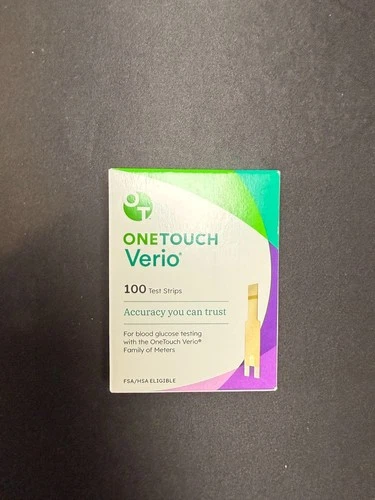 OT.
ONETOUCH
Verio®
100 Test Strips
Accuracy you can trust
For blood glucose testing
with the OneTouch Verio®
Family of Meters
FSA/HSA ELIGIBLE